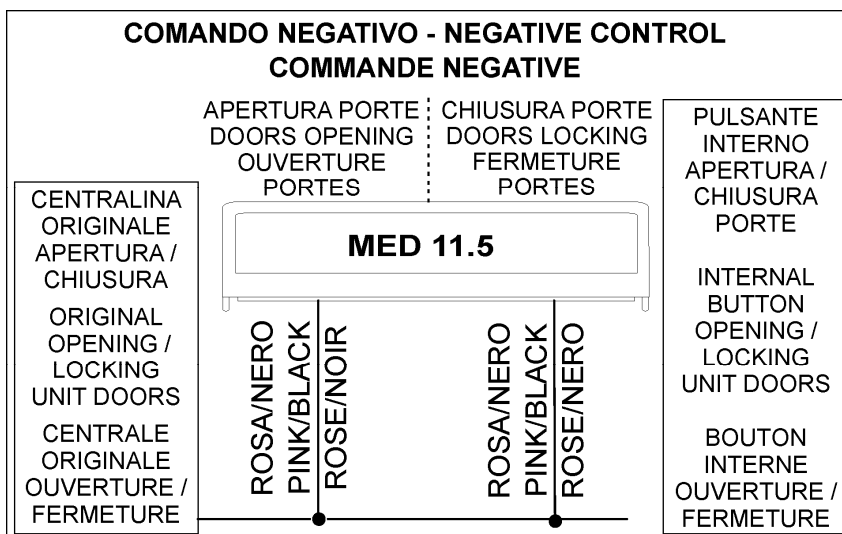 COMANDO NEGATIVO - NEGATIVE CONTROL
COMMANDE NEGATIVE
APERTURA PORTE
DOORS OPENING
OUVERTURE
PORTES
CHIUSURA PORTE
DOORS LOCKING
FERMETURE
PORTES
CENTRALINA
ORIGINALE
APERTURA /
CHIUSURA
ORIGINAL
OPENING /
LOCKING
UNIT DOORS
CENTRALE
ORIGINALE
OUVERTURE /
FERMETURE
MED 11.5
ROSA/NERO
PINK/BLACK
ROSE/NOIR
ROSA/NERO
PINK/BLACK
ROSE/NERO
PULSANTE
INTERNO
APERTURA /
CHIUSURA
PORTE
INTERNAL
BUTTON
OPENING /
LOCKING
UNIT DOORS
BOUTON
INTERNE
OUVERTURE /
FERMETURE